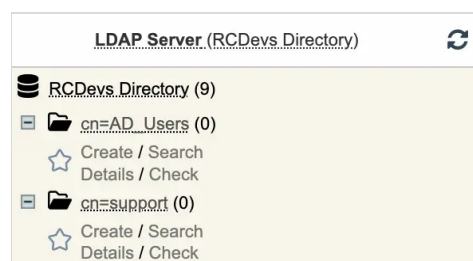 LDAP Server (RCDevs Directory)
RCDevs Directory (9)
cn=AD_Users (0)
Create / Search
Details / Check
cn=support (0)
Create / Search
Details / Check